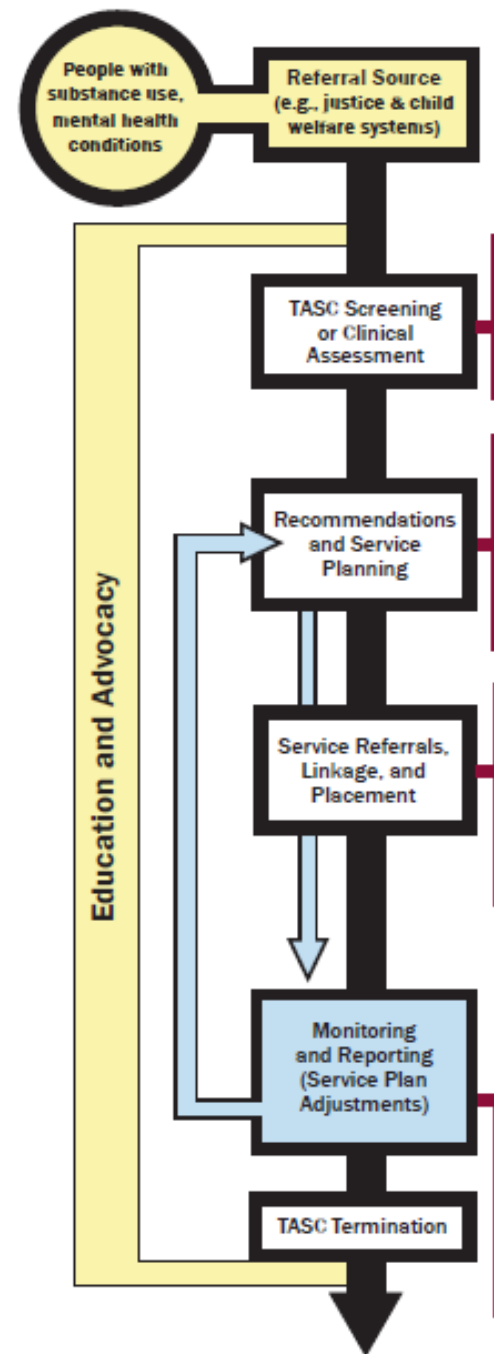 People with
substance use,
mental health
conditions
Referral Source
(e.g., justice & child
welfare systems)
TASC Screening
or Clinical
Assessment
Recommendations
and Service
Planning
Education and Advocacy
Service Referrals,
Linkage, and
Placement
Monitoring
and Reporting
(Service Plan
Adjustments)
TASC Termination